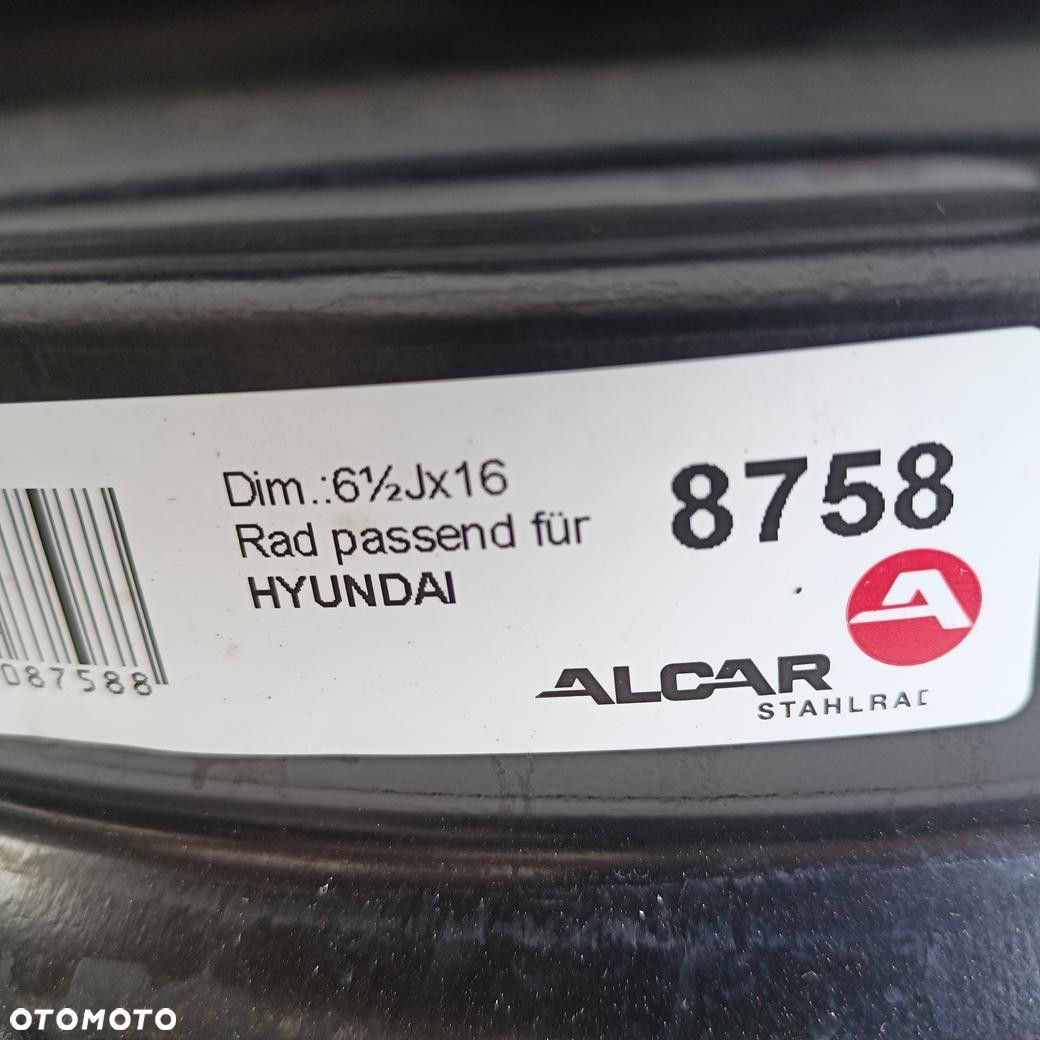 Dim.:6½Jx16
Rad passend für
HYUNDAI
8758
087588
ALCAR
STAHLRAD
OTOMOTO